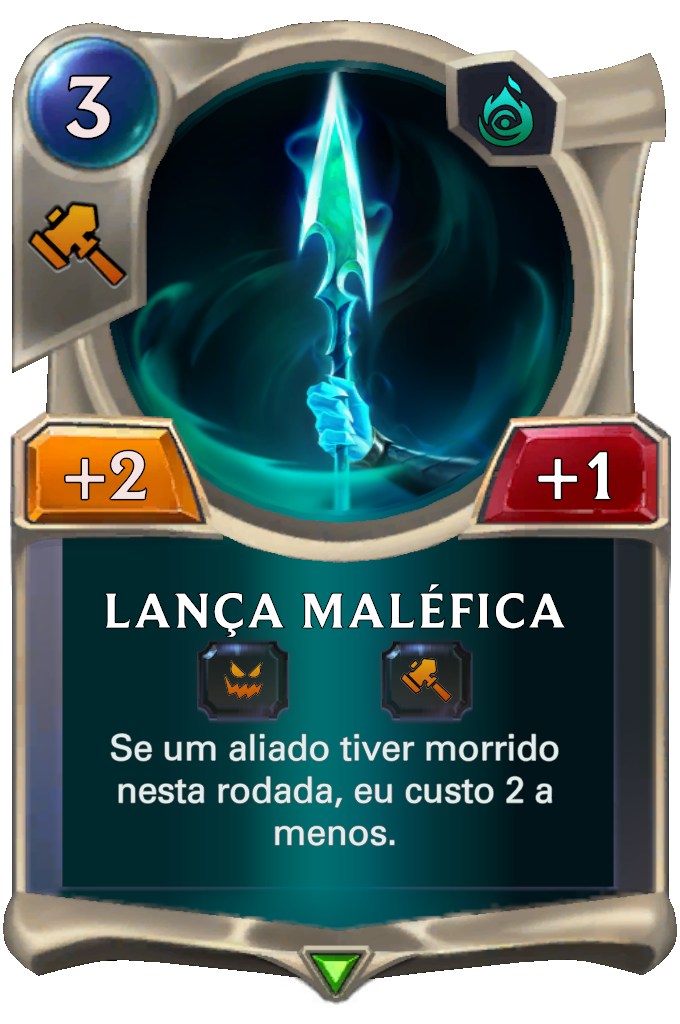 3
+2
+1
LANÇA MALÉFICA
Se um aliado tiver morrido
nesta rodada, eu custo 2 a
menos.